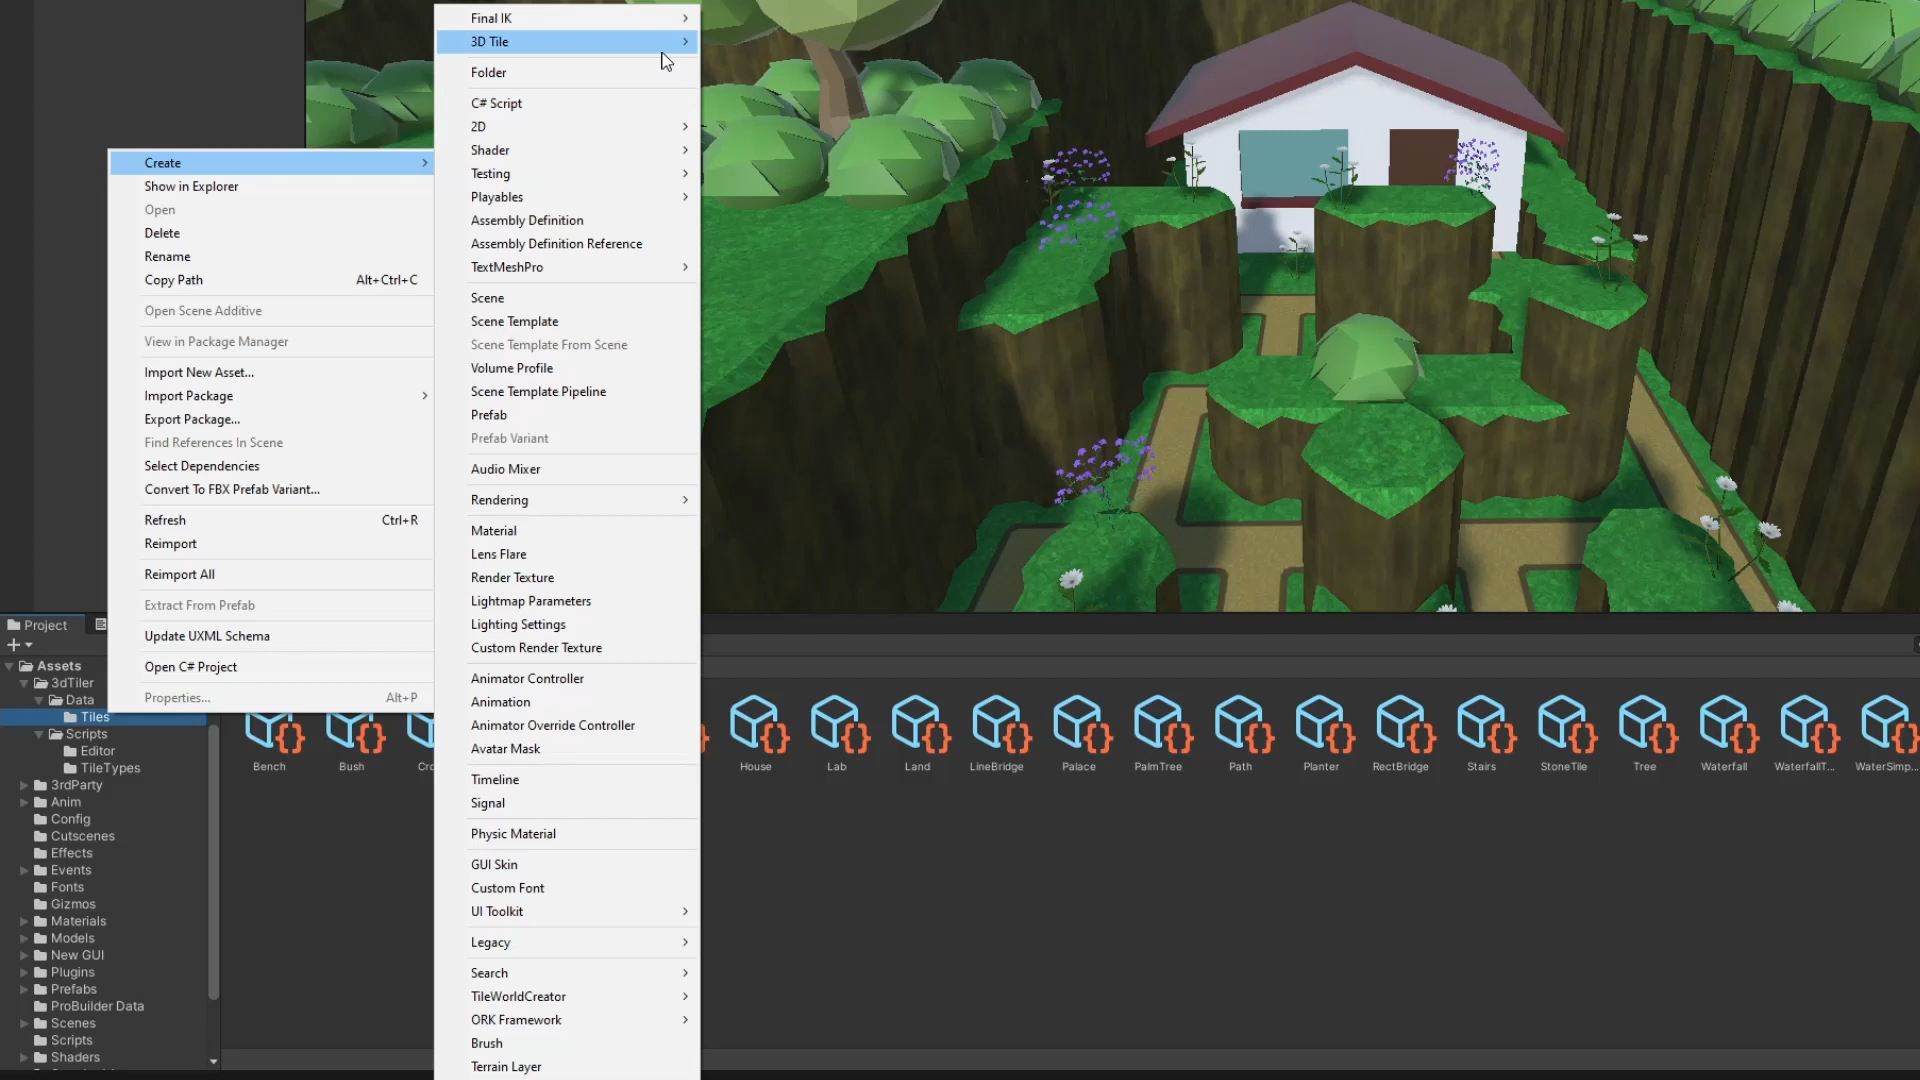 Create
Show in Explorer
Open
Delete
Rename
Copy Path Alt+Ctrl+C
Open Scene Additive
View in Package Manager
Import New Asset...
Import Package
Export Package...
Find References In Scene
Select Dependencies
Convert To FBX Prefab Variant...
Refresh Ctrl+R
Reimport
Reimport All
Extract From Prefab
Update UXML Schema
Open C# Project
Properties... Alt+P
Final IK
3D Tile
Folder
C# Script
2D
Shader
Testing
Playables
Assembly Definition
Assembly Definition Reference
TextMeshPro
Scene
Scene Template
Scene Template From Scene
Volume Profile
Scene Template Pipeline
Prefab
Prefab Variant
Audio Mixer
Rendering
Material
Lens Flare
Render Texture
Lightmap Parameters
Lighting Settings
Custom Render Texture
Animator Controller
Animation
Animator Override Controller
Avatar Mask
Timeline
Signal
Physic Material
GUI Skin
Custom Font
UI Toolkit
Legacy
Search
TileWorldCreator
ORK Framework
Brush
Terrain Layer
Project
Assets
3dTiler
Data
Tiles
Scripts
Editor
TileTypes
3rdParty
Anim
Config
Cutscenes
Effects
Events
Fonts
Gizmos
Materials
Models
New GUI
Plugins
Prefabs
ProBuilder Data
Scenes
Scripts
Shaders
Bench
Bush
Cro
House
Lab
Land
LineBridge
Palace
PalmTree
Path
Planter
RectBridge
Stairs
StoneTile
Tree
Waterfall
WaterfallT...
WaterSimp...